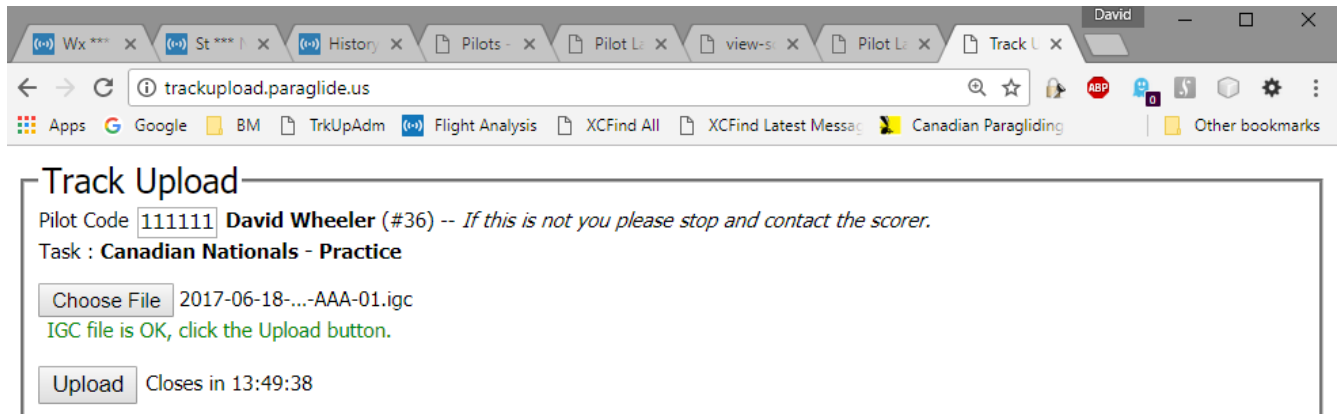 David
Wx *** St *** History Pilots - Pilot La view-so Pilot La Track U
trackupload.paraglide.us ABP 0
Apps Google BM TrkUpAdm Flight Analysis XCFind All XCFind Latest Messag Canadian Paragliding Other bookmarks
Track Upload
Pilot Code 111111 David Wheeler (#36) -- If this is not you please stop and contact the scorer.
Task : Canadian Nationals - Practice
Choose File 2017-06-18-...-AAA-01.igc
IGC file is OK, click the Upload button.
Upload Closes in 13:49:38